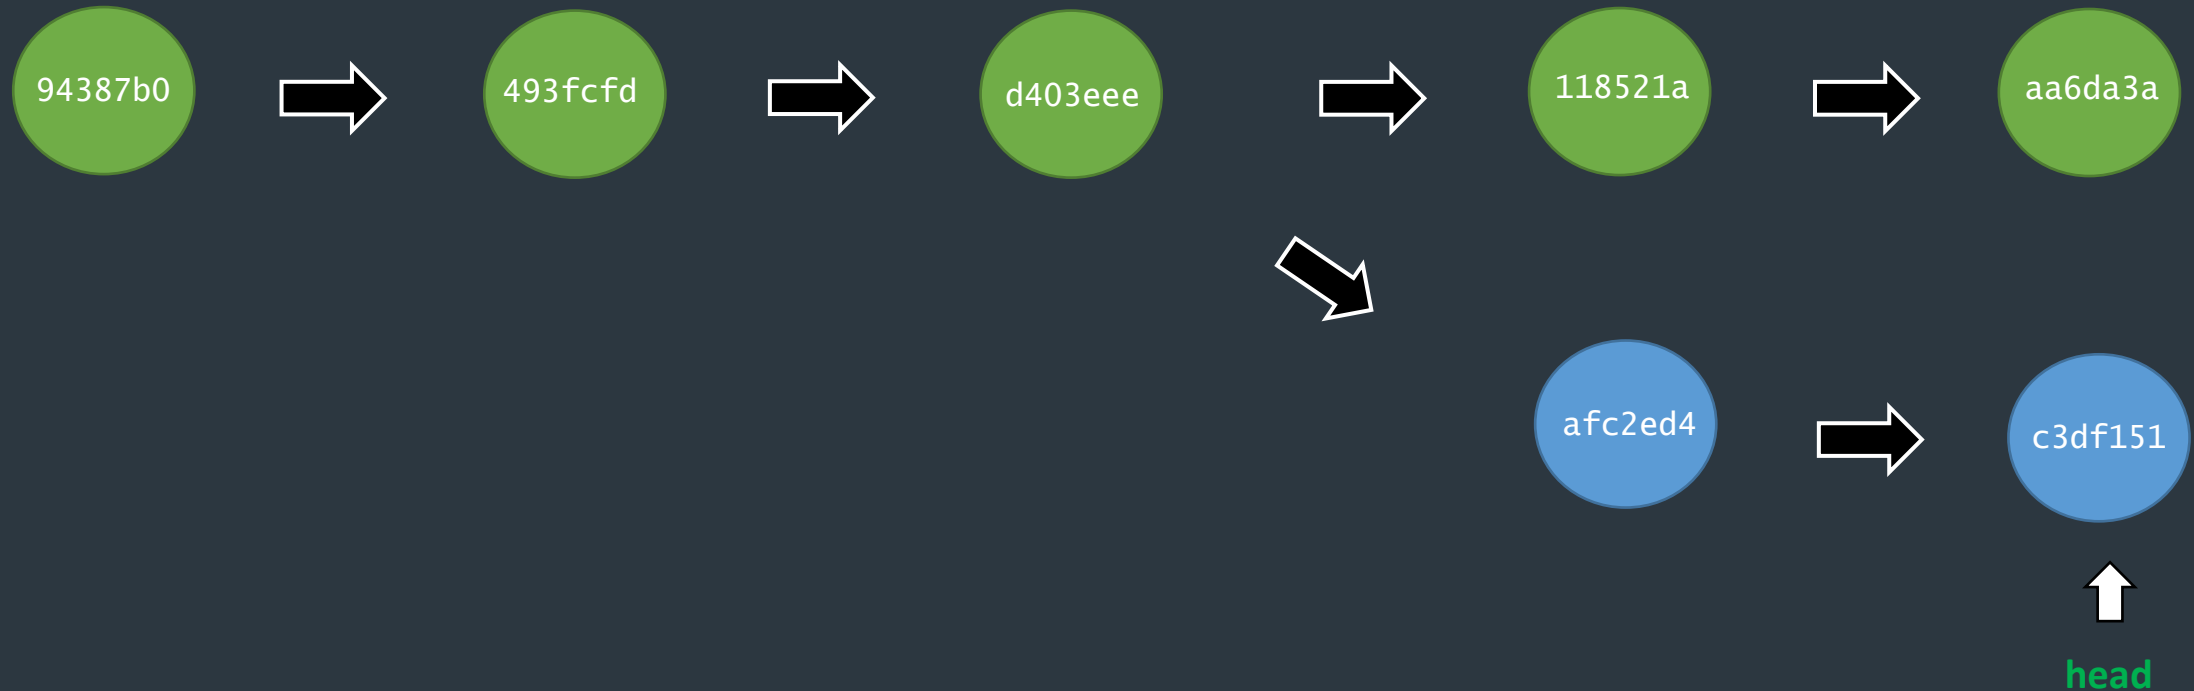 94387b0
493fcfd
d403eee
118521a
aa6da3a
afc2ed4
c3df151
head